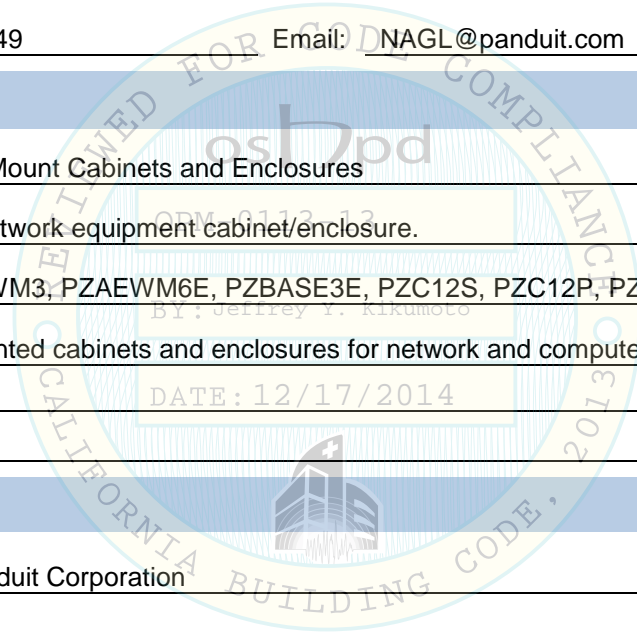 49 Email: NAGL@panduit.com
REVIEWED FOR CODE COMPLIANCE
oshpd
Mount Cabinets and Enclosures
OPM-0113-13
twork equipment cabinet/enclosure.
WM3, PZAEWM6E, PZBASE3E, PZC12S, PZC12P, PZ
BY: Jeffrey Y. Kikumoto
nted cabinets and enclosures for network and compute
DATE: 12/17/2014
CALIFORNIA BUILDING CODE, 2013
duit Corporation